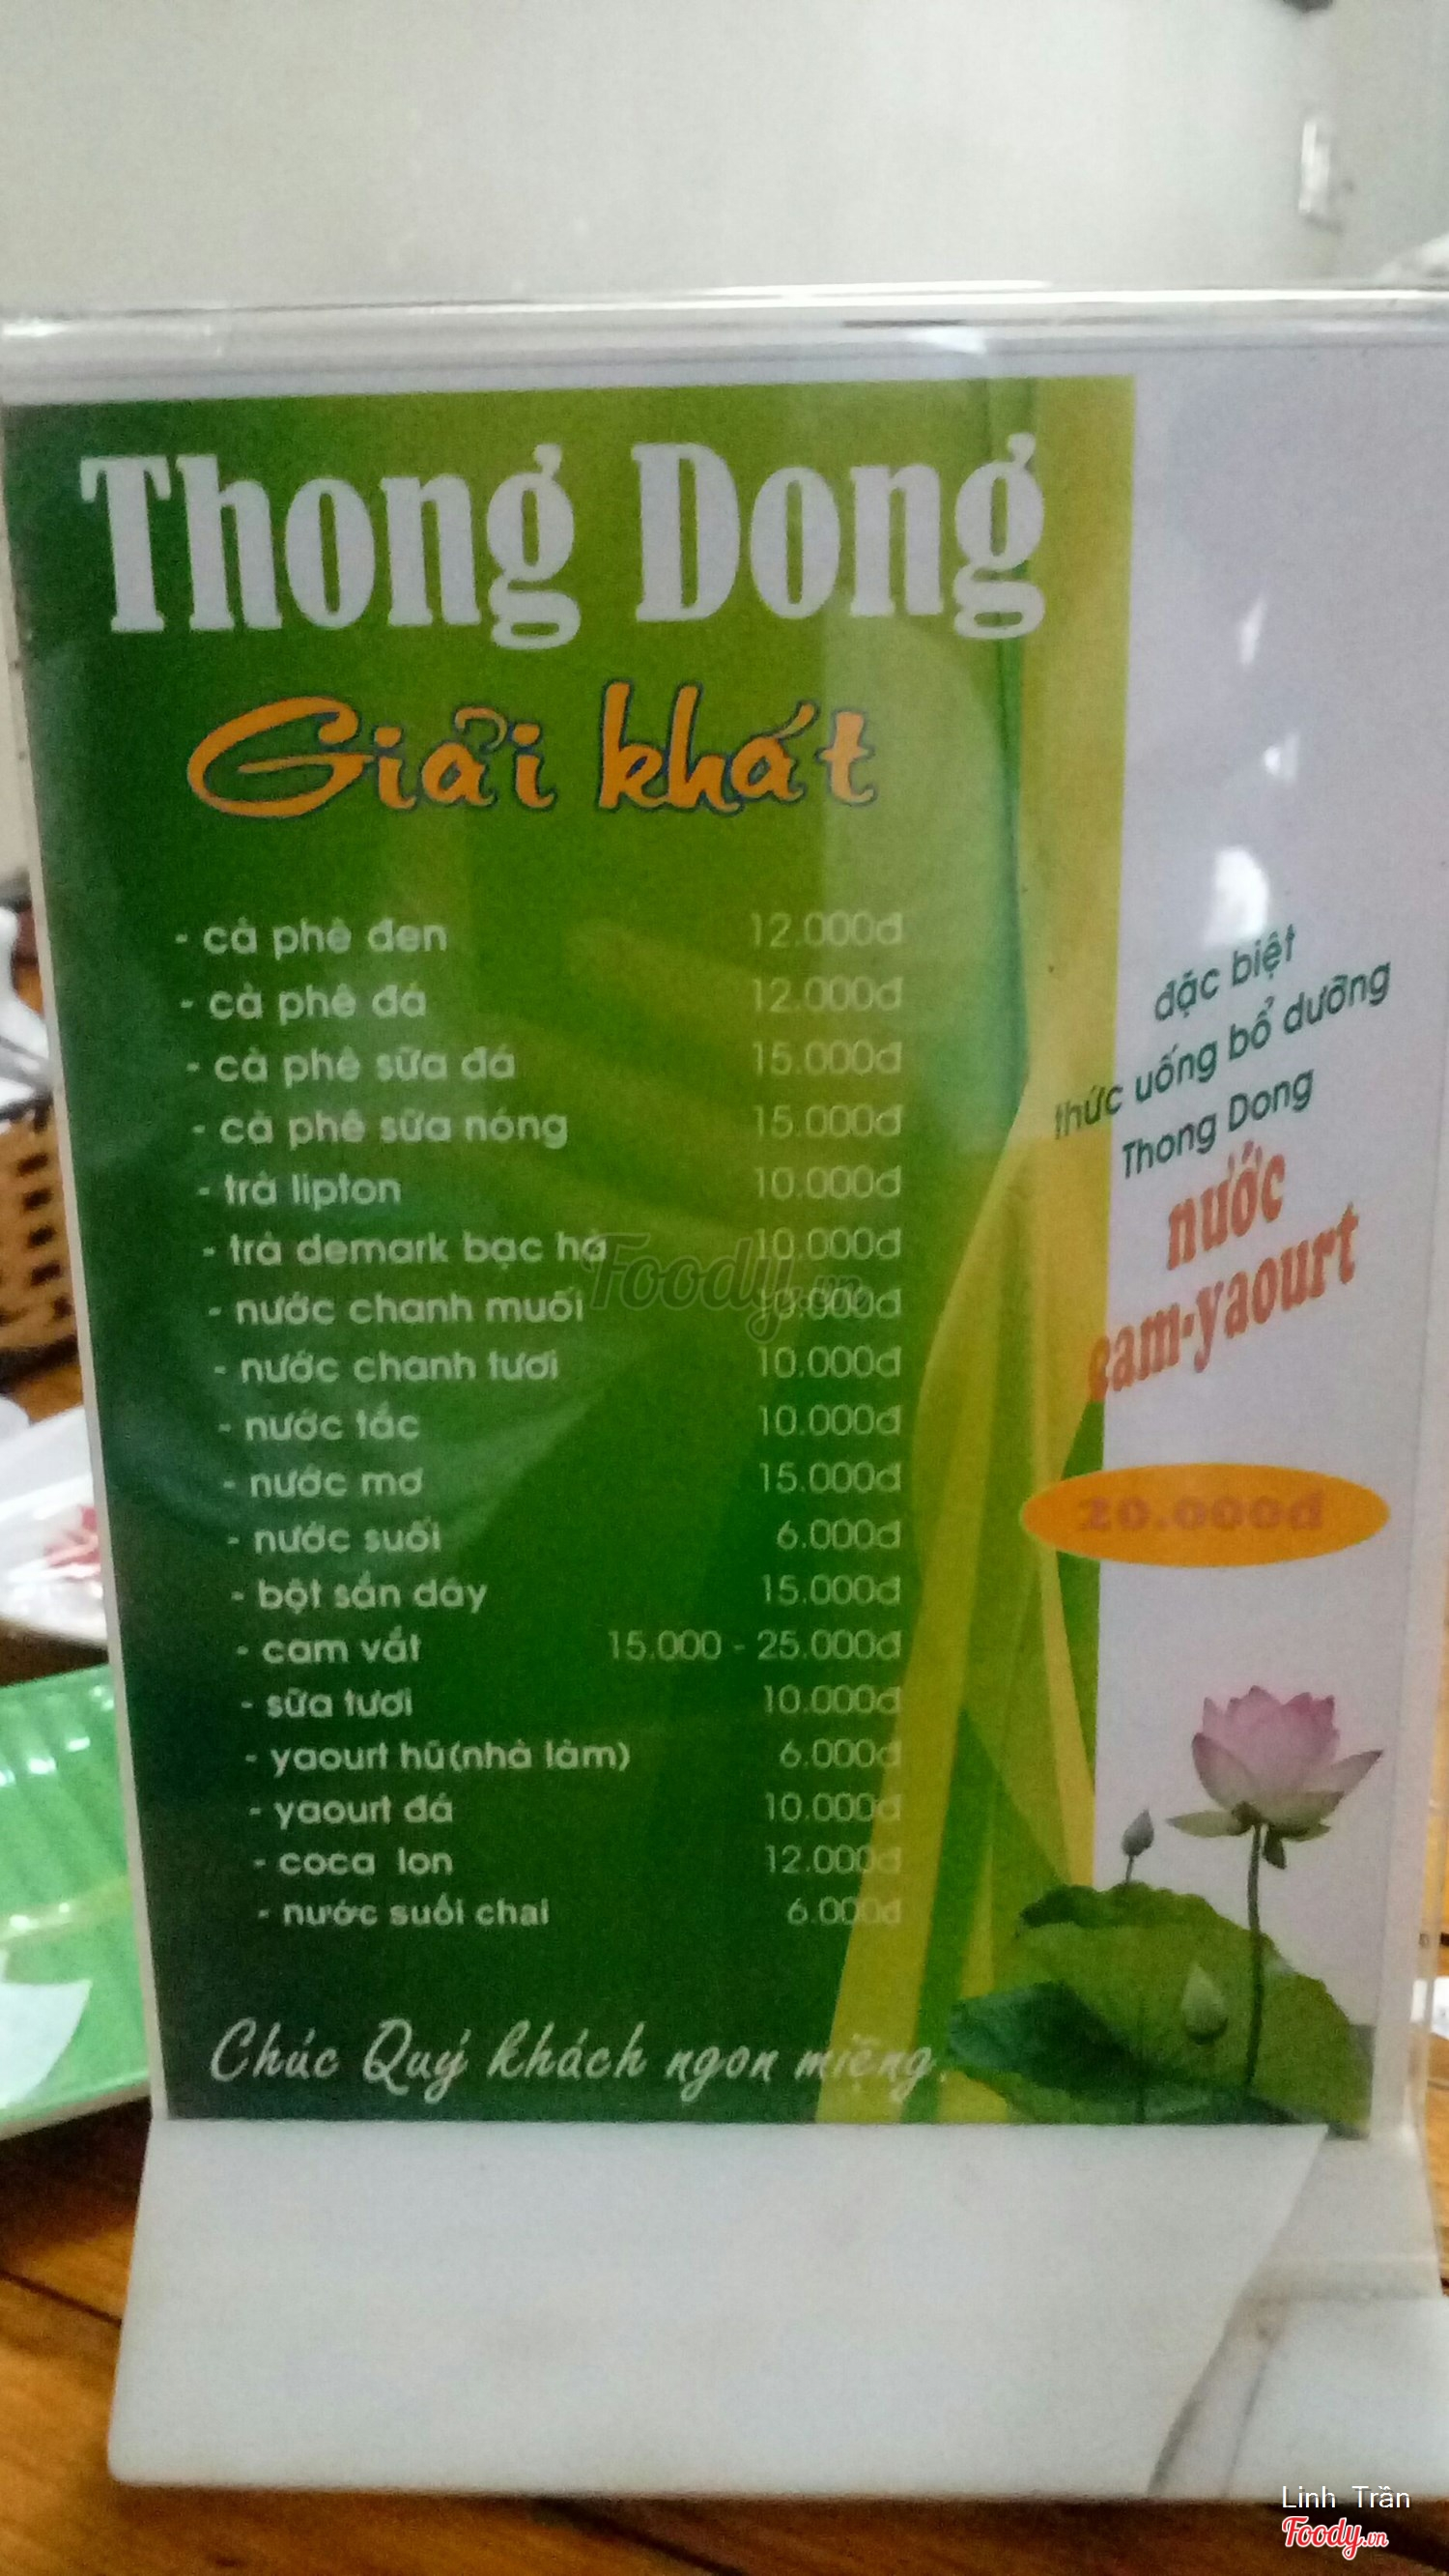 Thong Dong
Giải khát
- cà phê đen 12.000đ
- cà phê đá 12.000đ
- cà phê sữa đá 15.000đ
- cà phê sữa nóng 15.000đ
- trà lipton 10.000đ
- trà demark bạc hà 10.000đ
- nước chanh muối
- nước chanh tươi 10.000đ
- nước tắc 10.000đ
- nước mơ 15.000đ
- nước suối 6.000đ
- bột sắn dây 15.000đ
- cam vắt 15.000 - 25.000đ
- sữa tươi 10.000đ
- yaourt hũ(nhà làm) 6.000đ
- yaourt đá 10.000đ
- coca lon 12.000đ
- nước suối chai 6.000đ
Chúc Quý khách ngon miệng.
đặc biệt
thức uống bổ dưỡng
Thong Dong
nước
cam-yaourt
20.000đ
Foody.vn
Linh Trần
Foody.vn